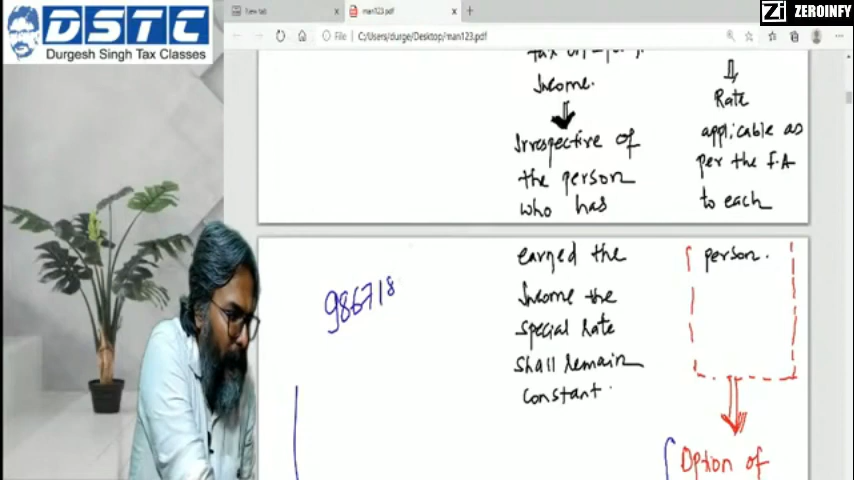 DSTC
Durgesh Singh Tax Classes
New tab
man123.pdf
File
C:/Users/durge/Desktop/man123.pdf
Zi ZEROINFY
Income.
Irrespective of
the person
who has
earned the
Income the
special Rate
shall remain
constant.
Rate
applicable as
per the F.A
to each
person.
Option of
986718